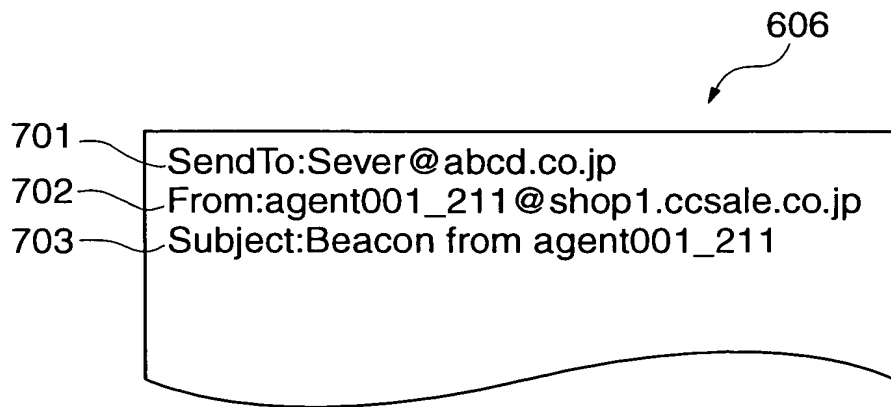 606
701 SendTo:Sever@abcd.co.jp
702 From:agent001_211@shop1.ccsale.co.jp
703 Subject:Beacon from agent001_211